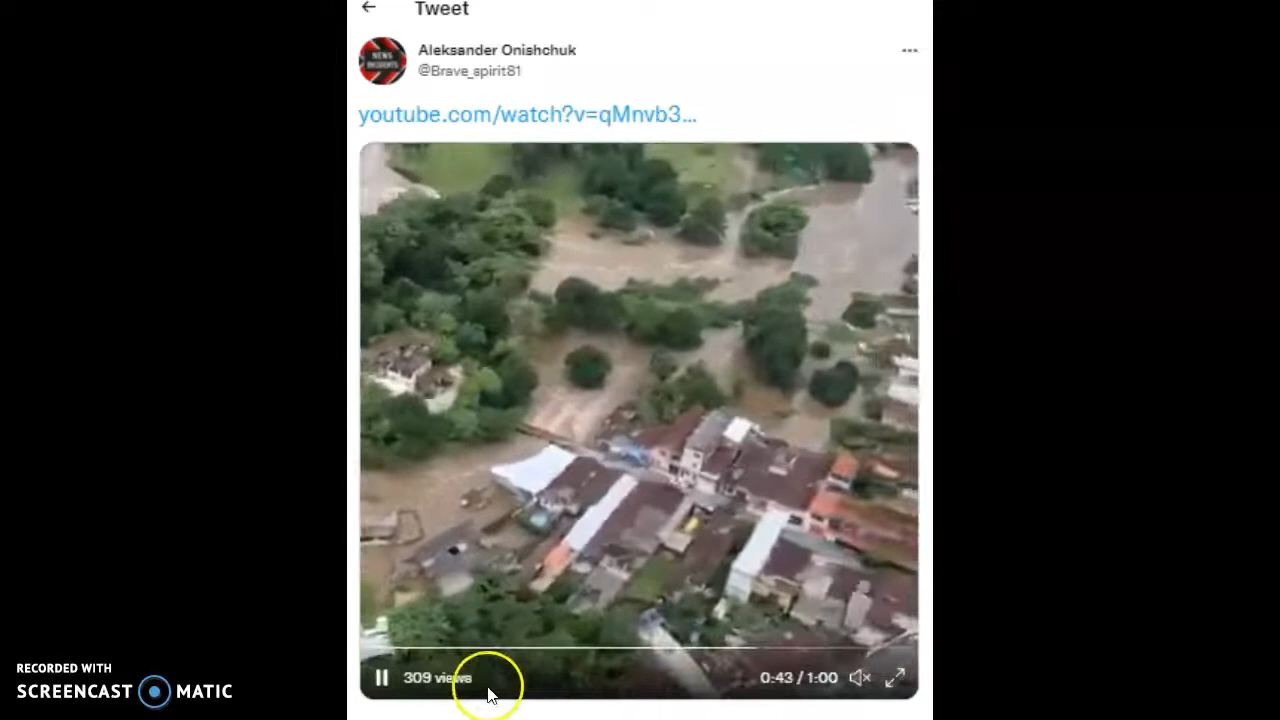 Tweet
Aleksander Onishchuk
@Brave_spirit81
youtube.com/watch?v=qMnvb3...
309 views
0:43 / 1:00
RECORDED WITH
SCREENCAST MATIC